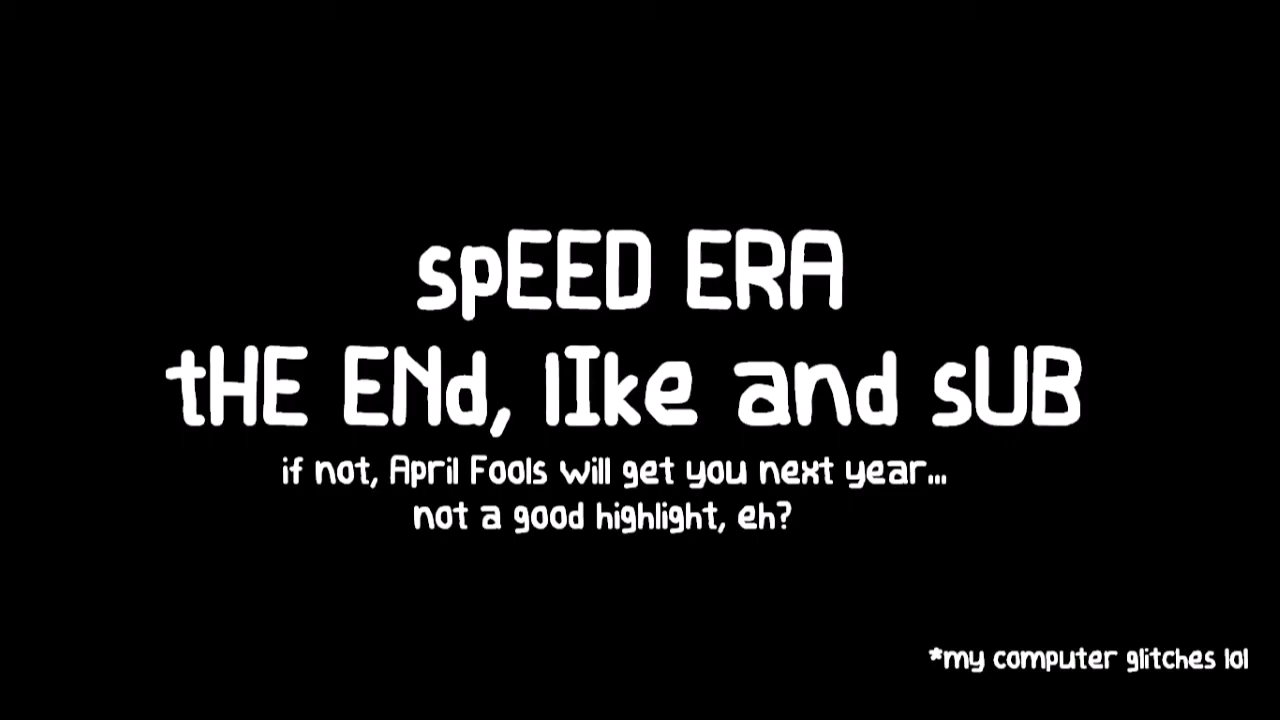 spEED ERA
tHE ENd, lIke and sUB
if not, April Fools will get you next year...
not a good highlight, eh?
*my computer glitches lol